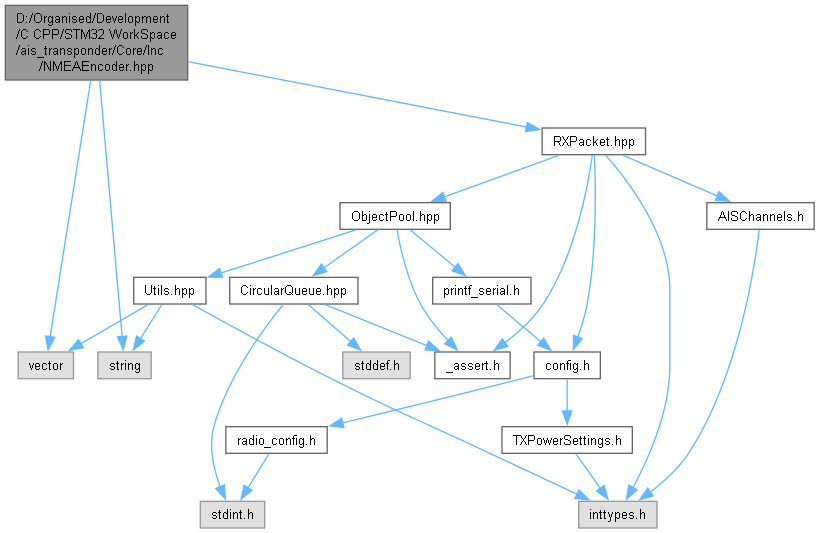 D:/Organised/Development
/C CPP/STM32 WorkSpace
/ais_transponder/Core/Inc
/NMEAEncoder.hpp
RXPacket.hpp
ObjectPool.hpp
AISChannels.h
Utils.hpp
CircularQueue.hpp
printf_serial.h
vector
string
stddef.h
_assert.h
config.h
radio_config.h
TXPowerSettings.h
stdint.h
inttypes.h